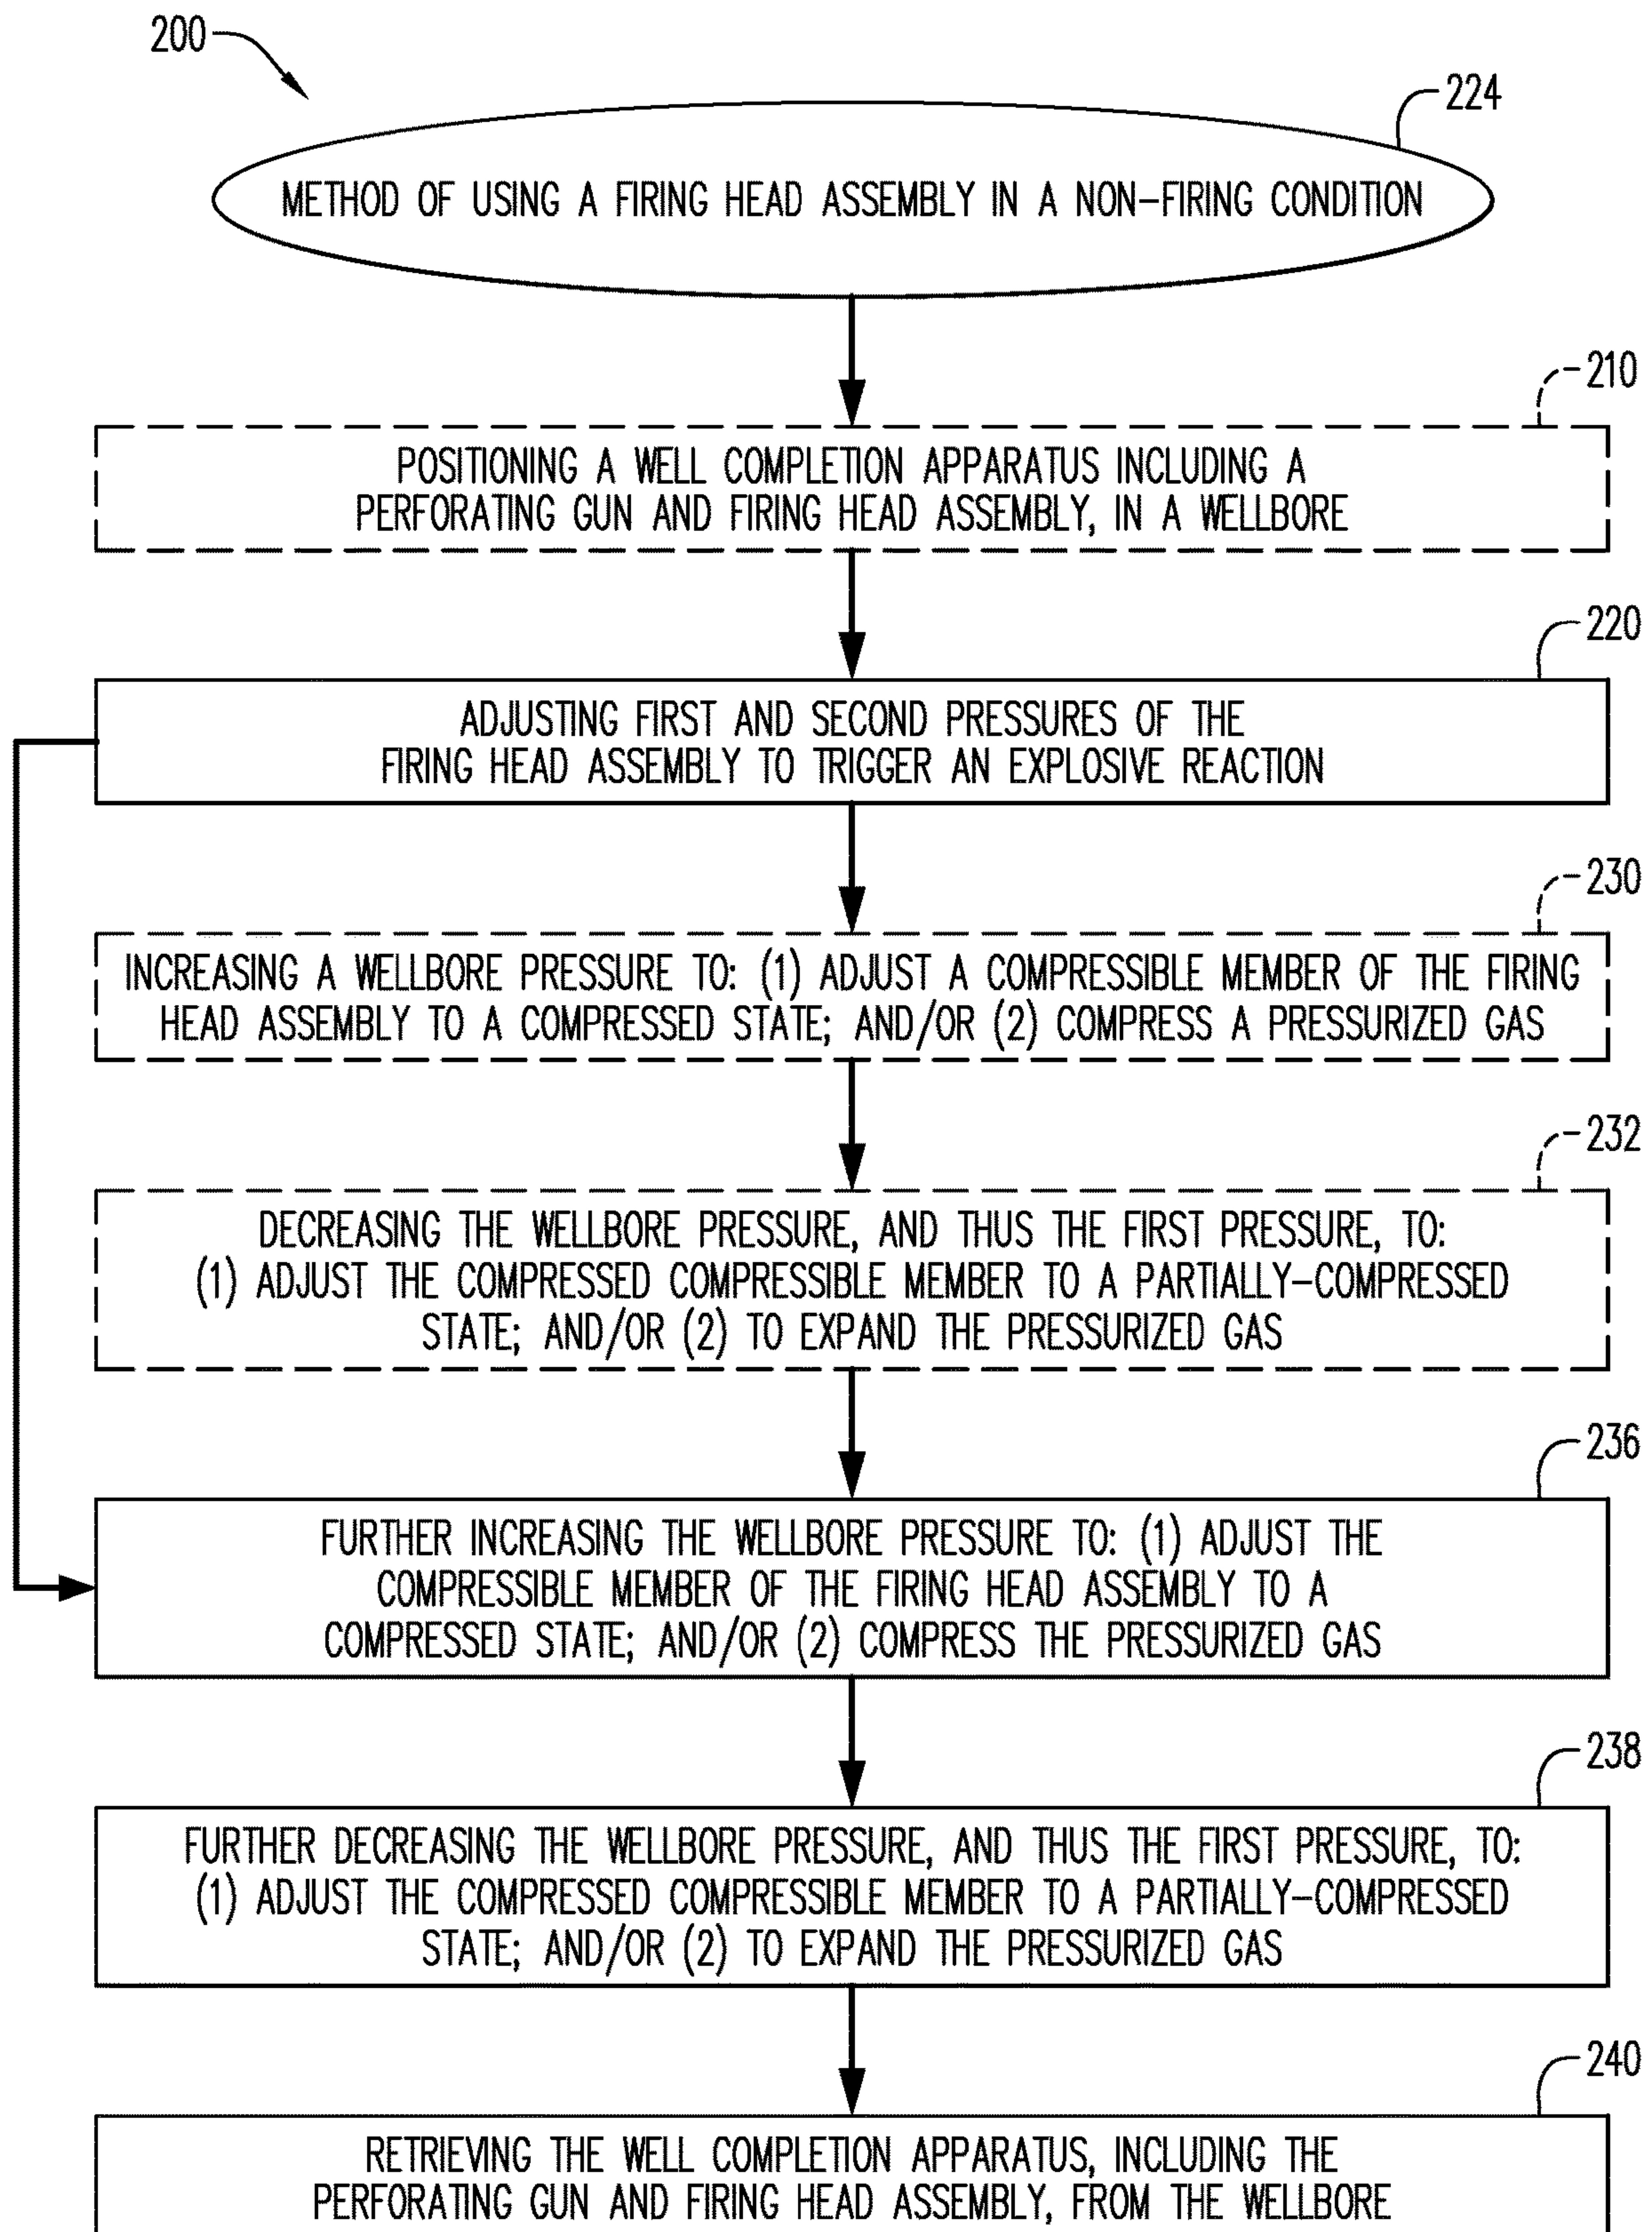 200
224
METHOD OF USING A FIRING HEAD ASSEMBLY IN A NON-FIRING CONDITION
210
POSITIONING A WELL COMPLETION APPARATUS INCLUDING A
PERFORATING GUN AND FIRING HEAD ASSEMBLY, IN A WELLBORE
220
ADJUSTING FIRST AND SECOND PRESSURES OF THE
FIRING HEAD ASSEMBLY TO TRIGGER AN EXPLOSIVE REACTION
230
INCREASING A WELLBORE PRESSURE TO: (1) ADJUST A COMPRESSIBLE MEMBER OF THE FIRING
HEAD ASSEMBLY TO A COMPRESSED STATE; AND/OR (2) COMPRESS A PRESSURIZED GAS
232
DECREASING THE WELLBORE PRESSURE, AND THUS THE FIRST PRESSURE, TO:
(1) ADJUST THE COMPRESSED COMPRESSIBLE MEMBER TO A PARTIALLY-COMPRESSED
STATE; AND/OR (2) TO EXPAND THE PRESSURIZED GAS
236
FURTHER INCREASING THE WELLBORE PRESSURE TO: (1) ADJUST THE
COMPRESSIBLE MEMBER OF THE FIRING HEAD ASSEMBLY TO A
COMPRESSED STATE; AND/OR (2) COMPRESS THE PRESSURIZED GAS
238
FURTHER DECREASING THE WELLBORE PRESSURE, AND THUS THE FIRST PRESSURE, TO:
(1) ADJUST THE COMPRESSED COMPRESSIBLE MEMBER TO A PARTIALLY-COMPRESSED
STATE; AND/OR (2) TO EXPAND THE PRESSURIZED GAS
240
RETRIEVING THE WELL COMPLETION APPARATUS, INCLUDING THE
PERFORATING GUN AND FIRING HEAD ASSEMBLY, FROM THE WELLBORE